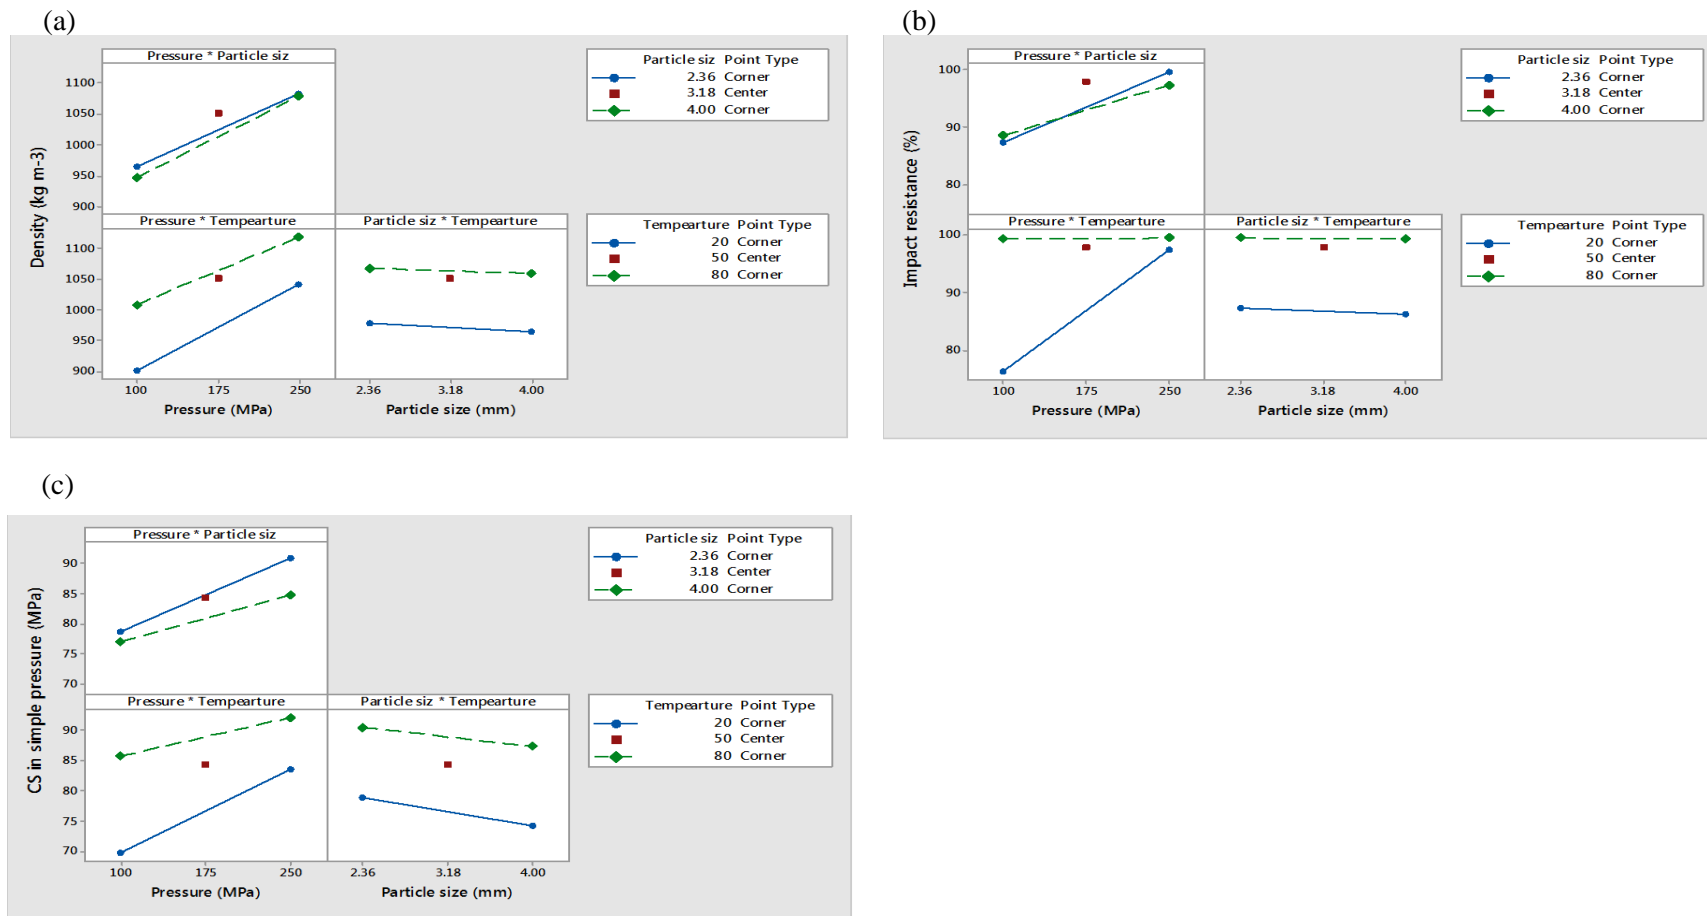 (a)
Pressure * Particle siz
1100
1050
1000
950
900
Particle siz Point Type
2.36 Corner
3.18 Center
4.00 Corner
Density (kg m-3)
Pressure * Tempearture
Particle siz * Tempearture
1100
1050
1000
950
900
Tempearture Point Type
20 Corner
50 Center
80 Corner
100 175 250
2.36 3.18 4.00
Pressure (MPa)
Particle size (mm)
(b)
Pressure * Particle siz
100
90
80
Particle siz Point Type
2.36 Corner
3.18 Center
4.00 Corner
Impact resistance (%)
Pressure * Tempearture
Particle siz * Tempearture
100
90
80
Tempearture Point Type
20 Corner
50 Center
80 Corner
100 175 250
2.36 3.18 4.00
Pressure (MPa)
Particle size (mm)
(c)
Pressure * Particle siz
90
85
80
75
70
Particle siz Point Type
2.36 Corner
3.18 Center
4.00 Corner
CS in simple pressure (MPa)
Pressure * Tempearture
Particle siz * Tempearture
90
85
80
75
70
Tempearture Point Type
20 Corner
50 Center
80 Corner
100 175 250
2.36 3.18 4.00
Pressure (MPa)
Particle size (mm)